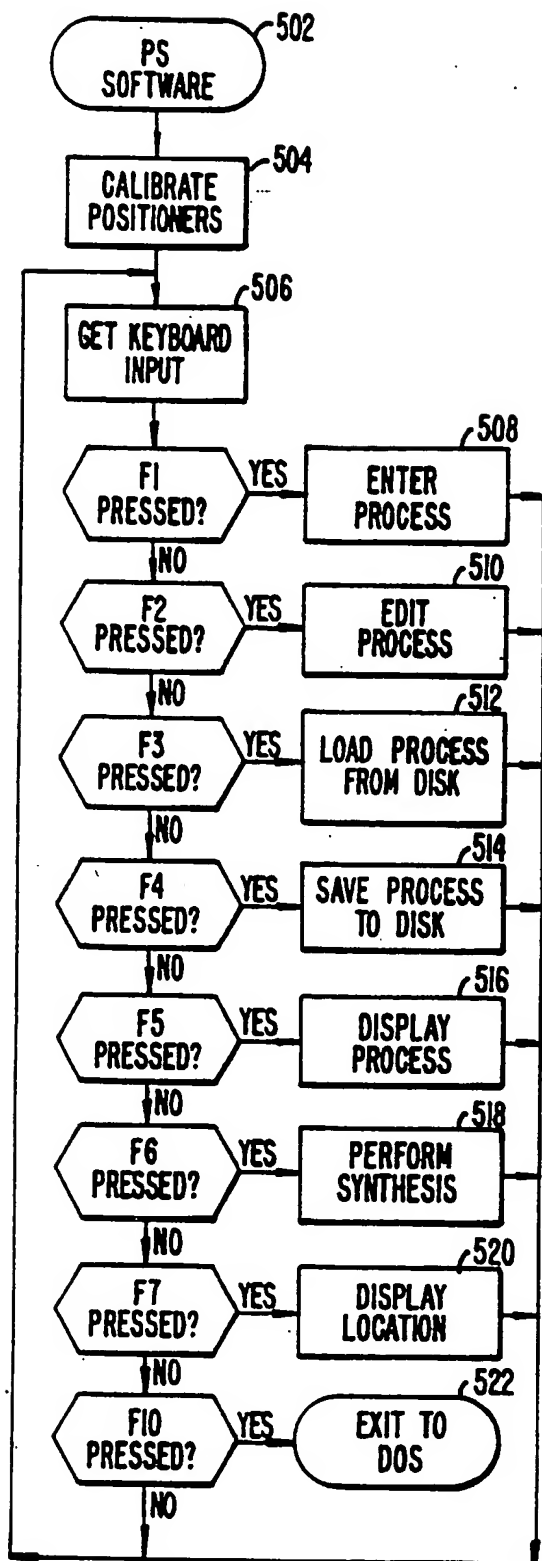 502
PS
SOFTWARE
504
CALIBRATE
POSITIONERS
506
GET KEYBOARD
INPUT
508
F1
PRESSED?
YES
ENTER
PROCESS
NO
510
F2
PRESSED?
YES
EDIT
PROCESS
NO
512
F3
PRESSED?
YES
LOAD PROCESS
FROM DISK
NO
514
F4
PRESSED?
YES
SAVE PROCESS
TO DISK
NO
516
F5
PRESSED?
YES
DISPLAY
PROCESS
NO
518
F6
PRESSED?
YES
PERFORM
SYNTHESIS
NO
520
F7
PRESSED?
YES
DISPLAY
LOCATION
NO
522
F10
PRESSED?
YES
EXIT TO
DOS
NO